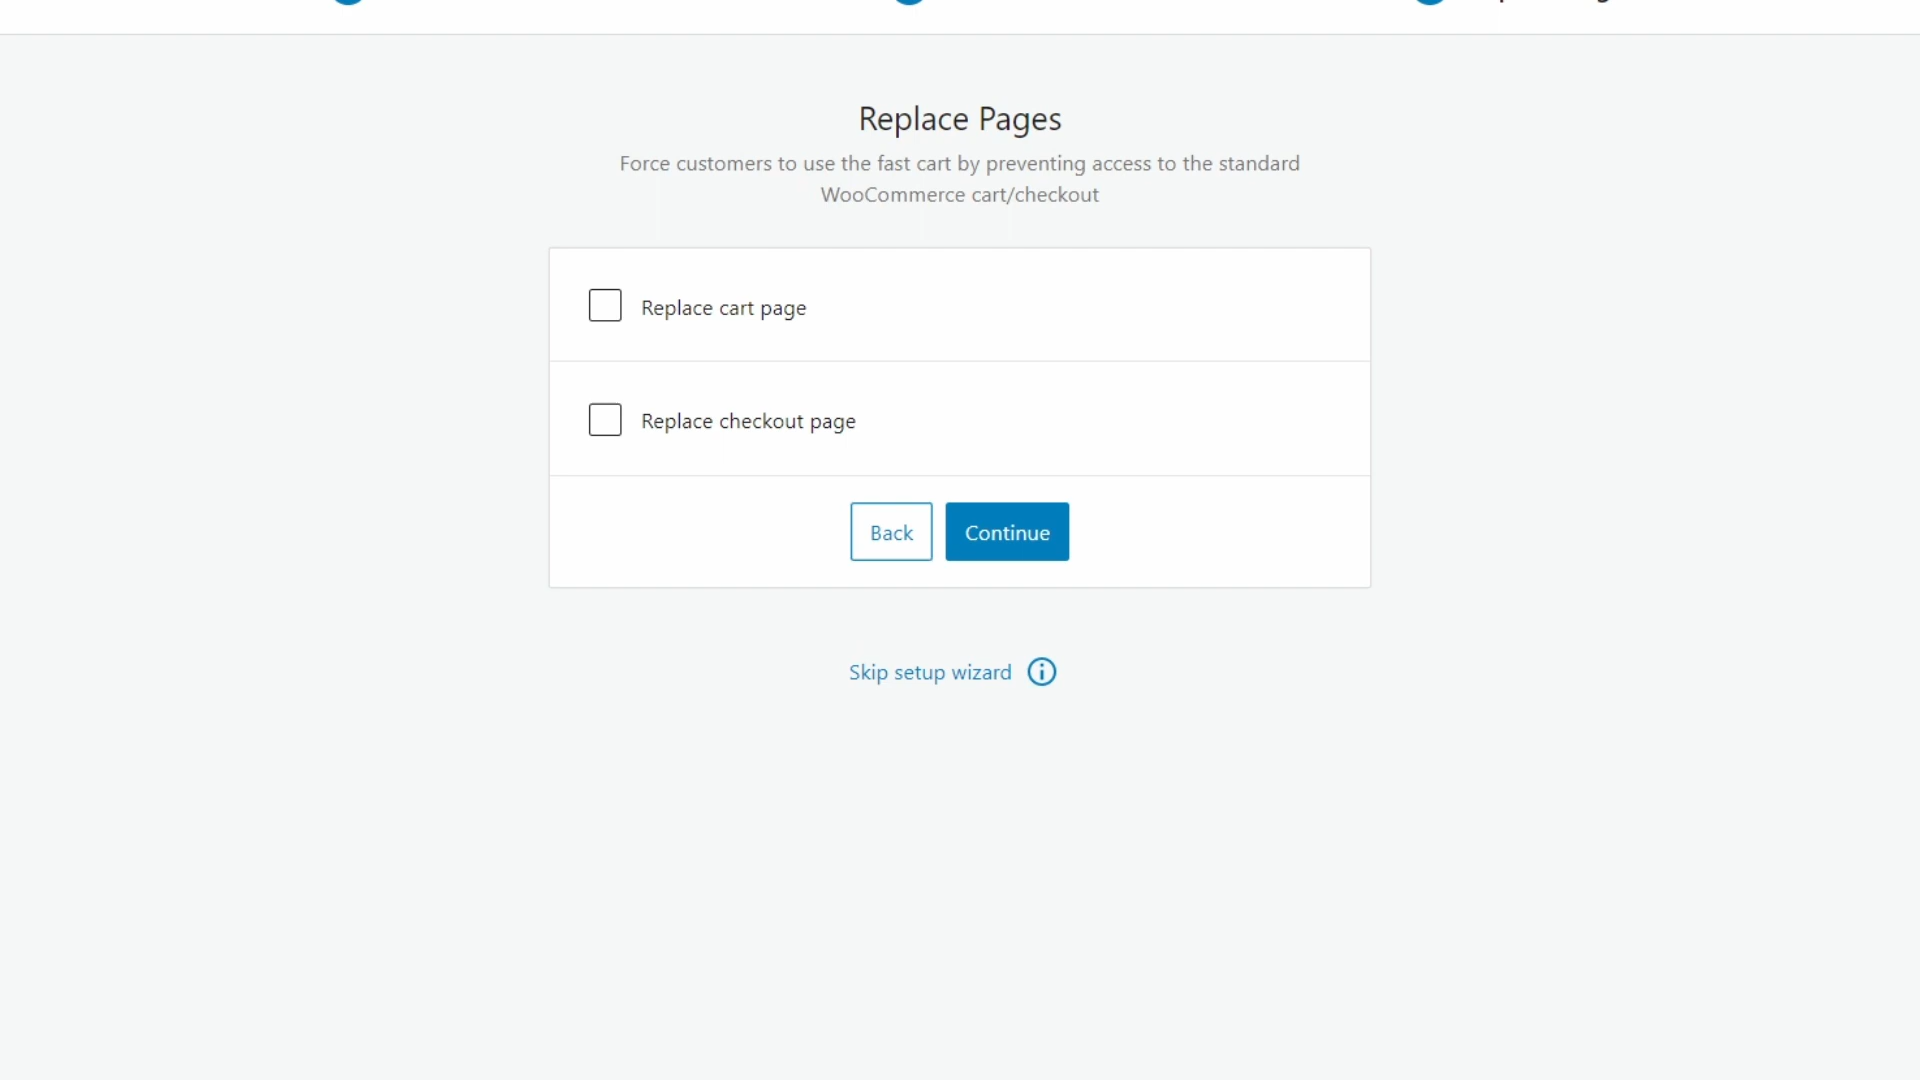 Replace Pages
Force customers to use the fast cart by preventing access to the standard
WooCommerce cart/checkout
Replace cart page
Replace checkout page
Back
Continue
Skip setup wizard